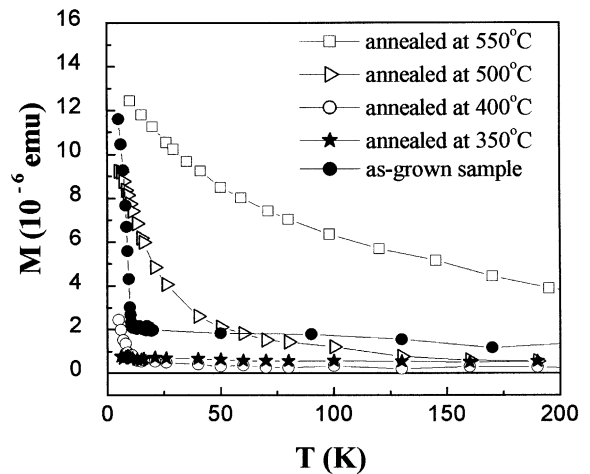 16
14
12
10
8
6
4
2
0
M (10⁻⁶ emu)
annealed at 550°C
annealed at 500°C
annealed at 400°C
annealed at 350°C
as-grown sample
0 50 100 150 200
T (K)